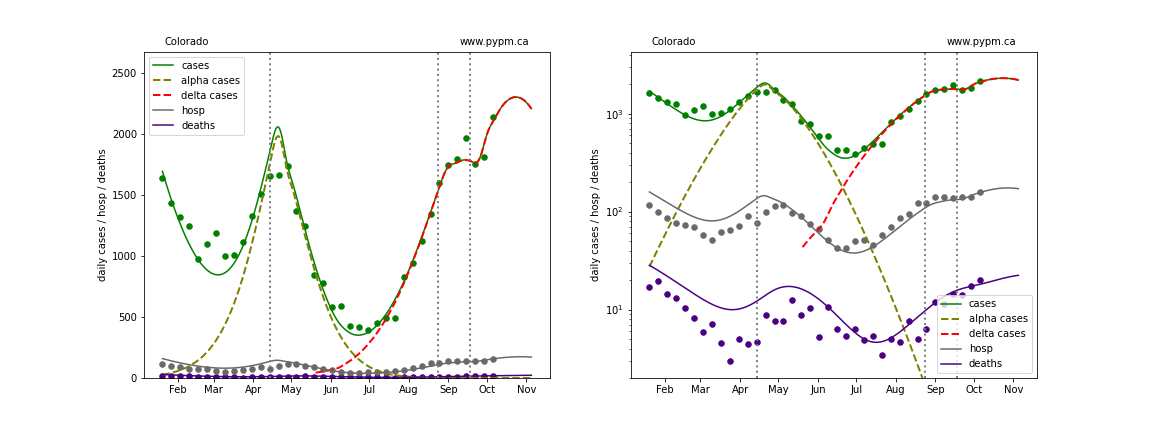 Colorado www.pypm.ca
2500
2000
1500
1000
500
0
daily cases / hosp / deaths
cases
alpha cases
delta cases
hosp
deaths
Feb Mar Apr May Jun Jul Aug Sep Oct Nov
Colorado www.pypm.ca
10³
10²
10¹
daily cases / hosp / deaths
cases
alpha cases
delta cases
hosp
deaths
Feb Mar Apr May Jun Jul Aug Sep Oct Nov